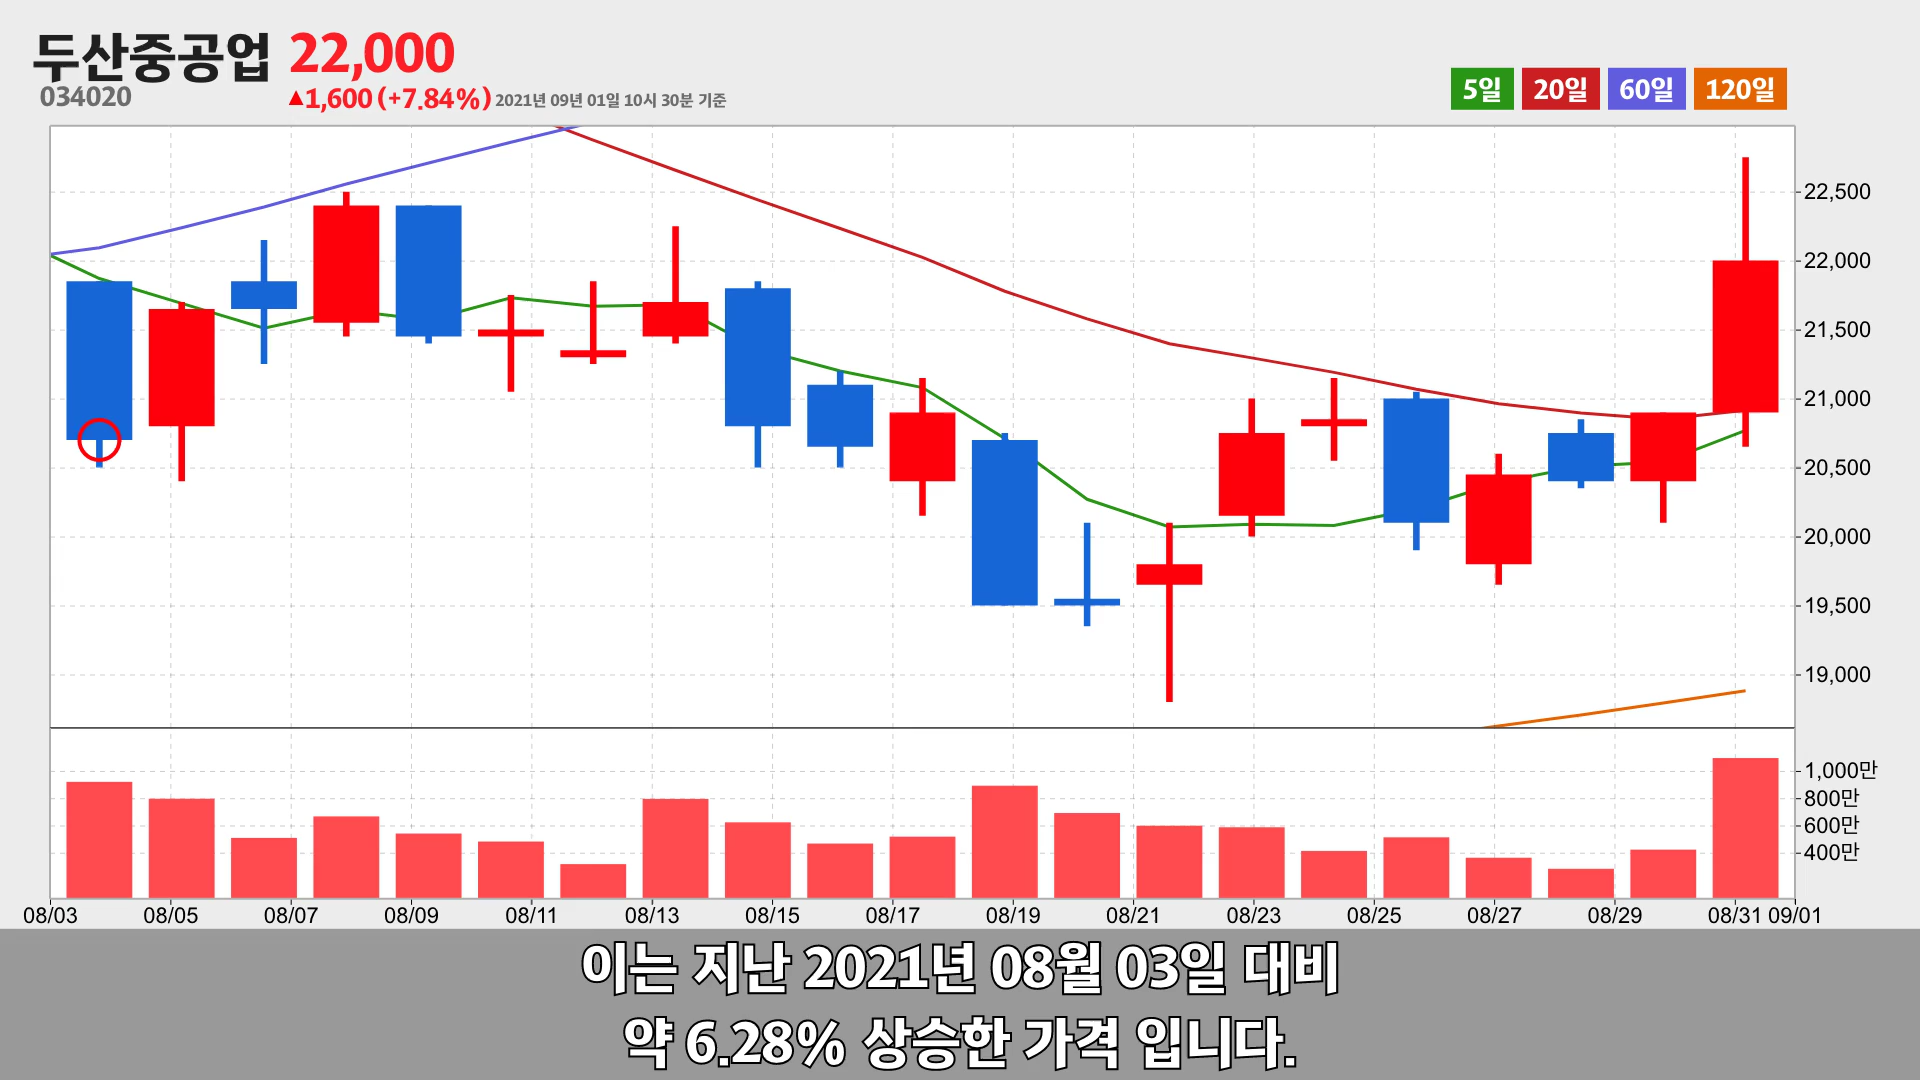 두산중공업 22,000
034020 ▲1,600 (+7.84%) 2021년 09년 01일 10시 30분 기준
5일 20일 60일 120일
22,500
22,000
21,500
21,000
20,500
20,000
19,500
19,000
1,000만
800만
600만
400만
08/03 08/05 08/07 08/09 08/11 08/13 08/15 08/17 08/19 08/21 08/23 08/25 08/27 08/29 08/31 09/01
이는 지난 2021년 08월 03일 대비
약 6.28% 상승한 가격 입니다.